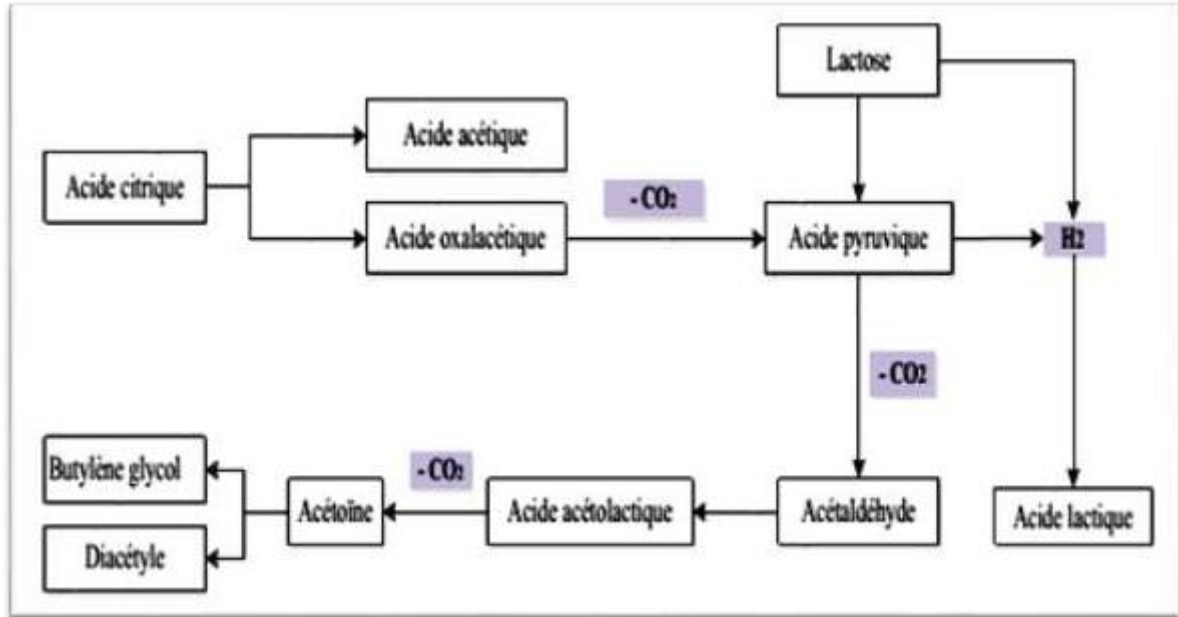 Lactose
Acide acétique
Acide citrique
- CO₂
Acide oxalacétique
Acide pyruvique
H2
- CO2
Butylène glycol
- CO₂
Acétoïne
Acide acétolactique
Acétaldéhyde
Acide lactique
Diacétyle